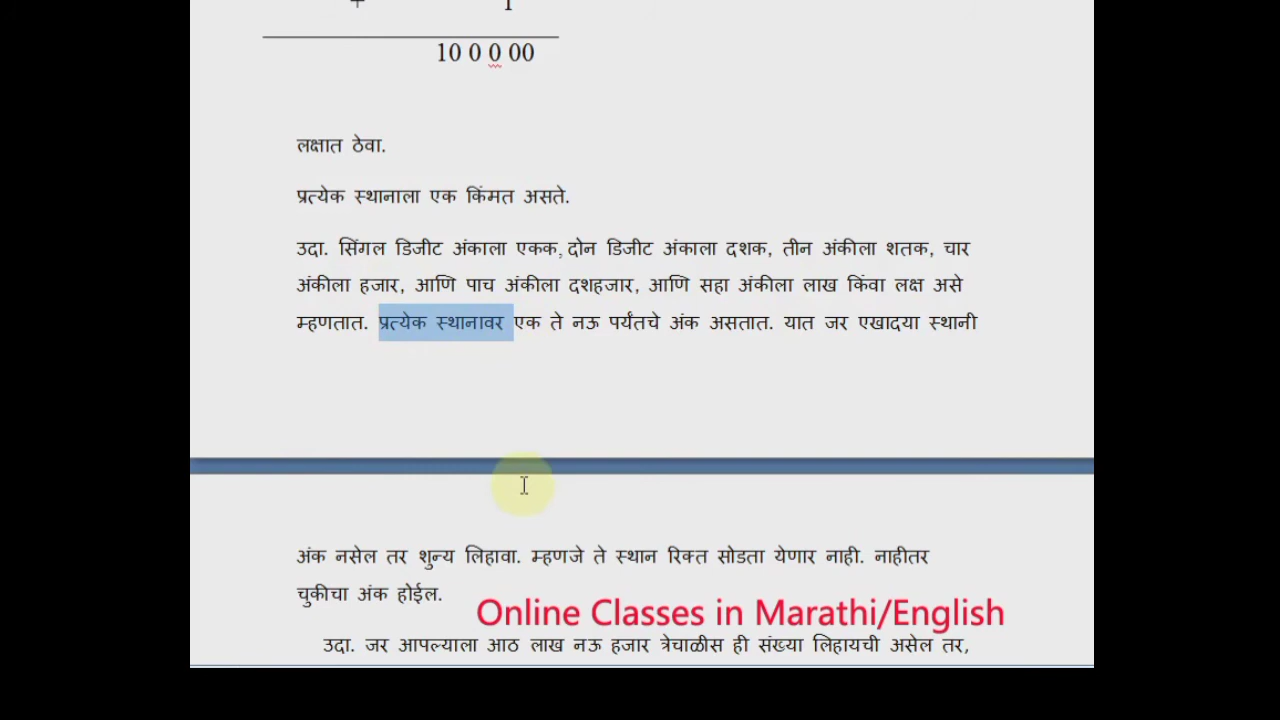 + 1
10 0 0 00
लक्षात ठेवा.
प्रत्येक स्थानाला एक किंमत असते.
उदा. सिंगल डिजीट अंकाला एकक, दोन डिजीट अंकाला दशक, तीन अंकीला शतक, चार
अंकीला हजार, आणि पाच अंकीला दशहजार, आणि सहा अंकीला लाख किंवा लक्ष असे
म्हणतात. प्रत्येक स्थानावर एक ते नऊ पर्यंतचे अंक असतात. यात जर एखादया स्थानी
अंक नसेल तर शुन्य लिहावा. म्हणजे ते स्थान रिक्त सोडता येणार नाही. नाहीतर
चुकीचा अंक होईल.
Online Classes in Marathi/English
उदा. जर आपल्याला आठ लाख नऊ हजार त्रेचाळीस ही संख्या लिहायची असेल तर,